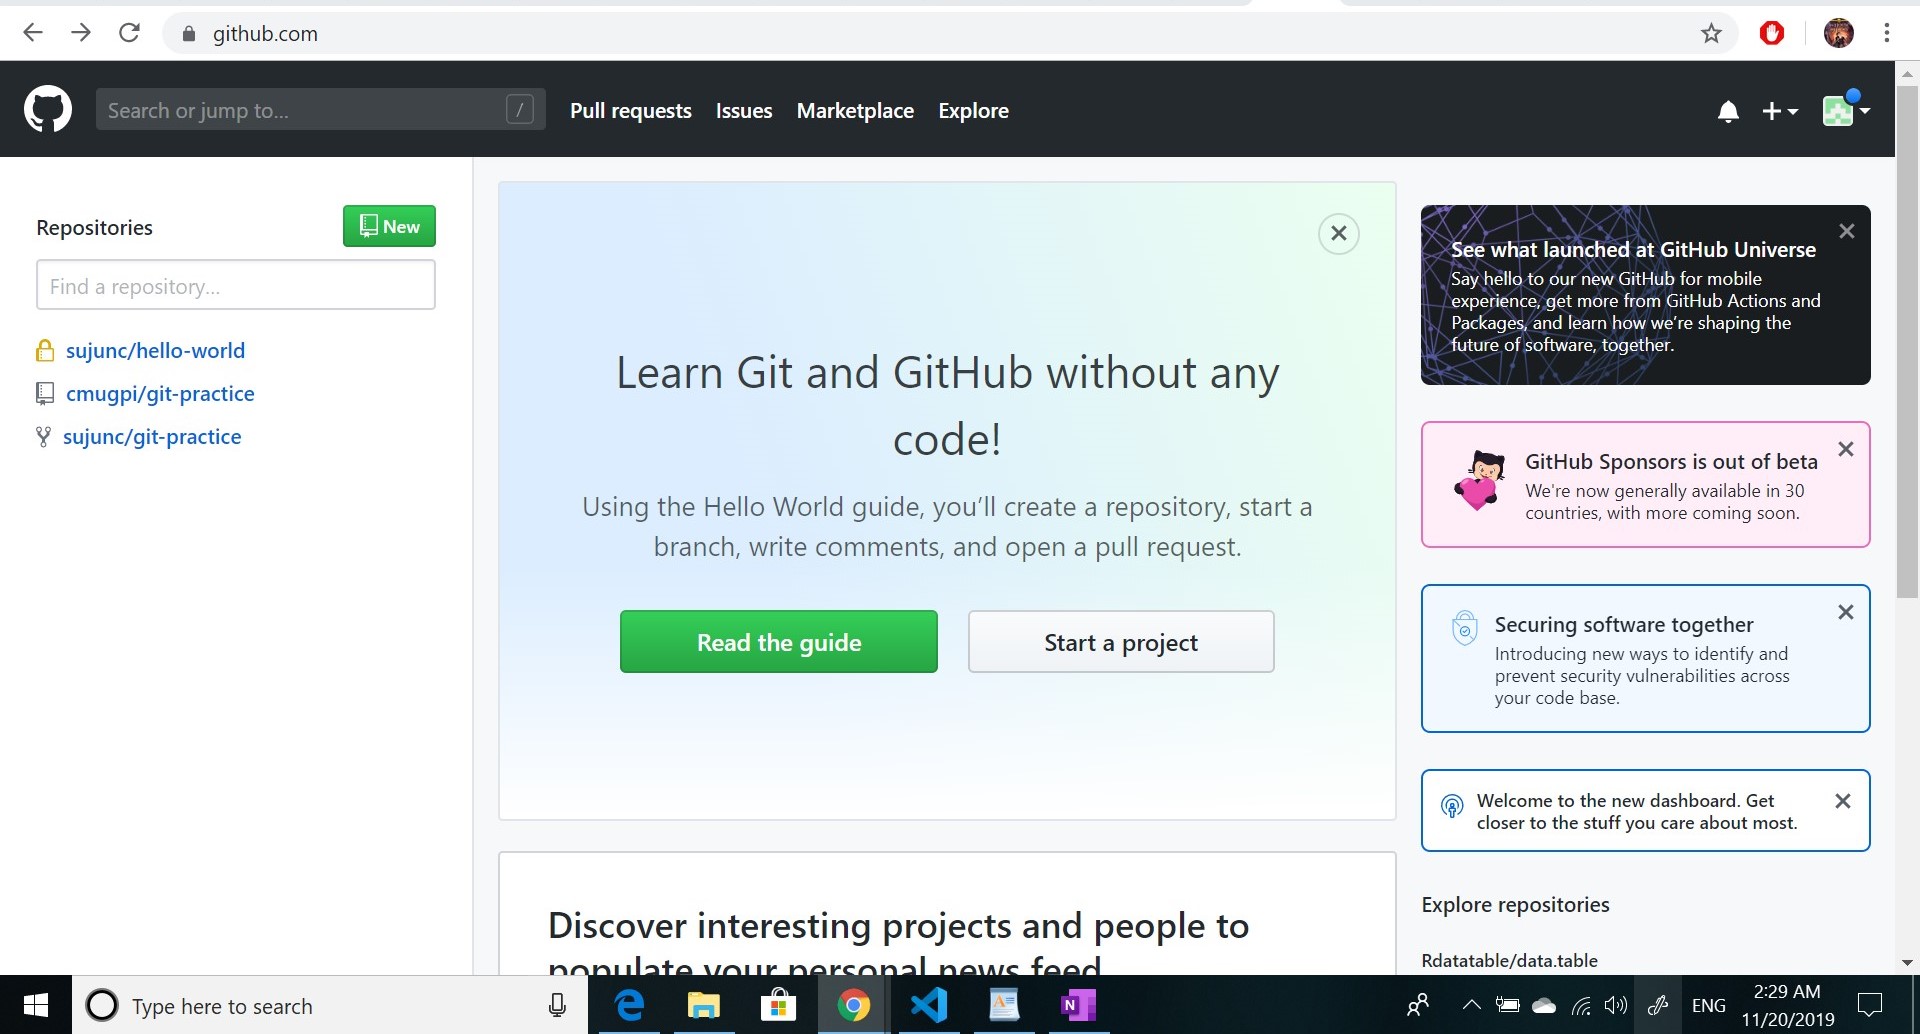 github.com
Search or jump to...
/
Pull requests
Issues
Marketplace
Explore
Repositories
New
Find a repository...
sujunc/hello-world
cmugpi/git-practice
sujunc/git-practice
Learn Git and GitHub without any
code!
Using the Hello World guide, you’ll create a repository, start a
branch, write comments, and open a pull request.
Read the guide
Start a project
Discover interesting projects and people to
populate your personal news feed
See what launched at GitHub Universe
Say hello to our new GitHub for mobile
experience, get more from GitHub Actions and
Packages, and learn how we’re shaping the
future of software, together.
GitHub Sponsors is out of beta
We're now generally available in 30
countries, with more coming soon.
Securing software together
Introducing new ways to identify and
prevent security vulnerabilities across
your code base.
Welcome to the new dashboard. Get
closer to the stuff you care about most.
Explore repositories
Rdatatable/data.table
Type here to search
N
ENG
2:29 AM
11/20/2019